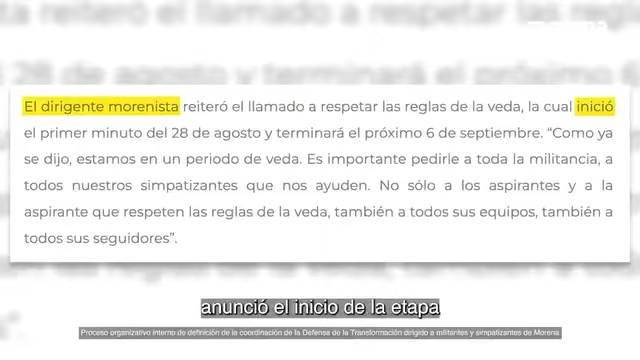 El dirigente morenista reiteró el llamado a respetar las reglas de la veda, la cual inició
el primer minuto del 28 de agosto y terminará el próximo 6 de septiembre. “Como ya
se dijo, estamos en un periodo de veda. Es importante pedirle a toda la militancia, a
todos nuestros simpatizantes que nos ayuden. No sólo a los aspirantes y a la
aspirante que respeten las reglas de la veda, también a todos sus equipos, también a
todos sus seguidores”.
anunció el inicio de la etapa
Proceso organizativo interno de definición de la coordinación de la Defensa de la Transformación dirigido a militantes y simpatizantes de Morena